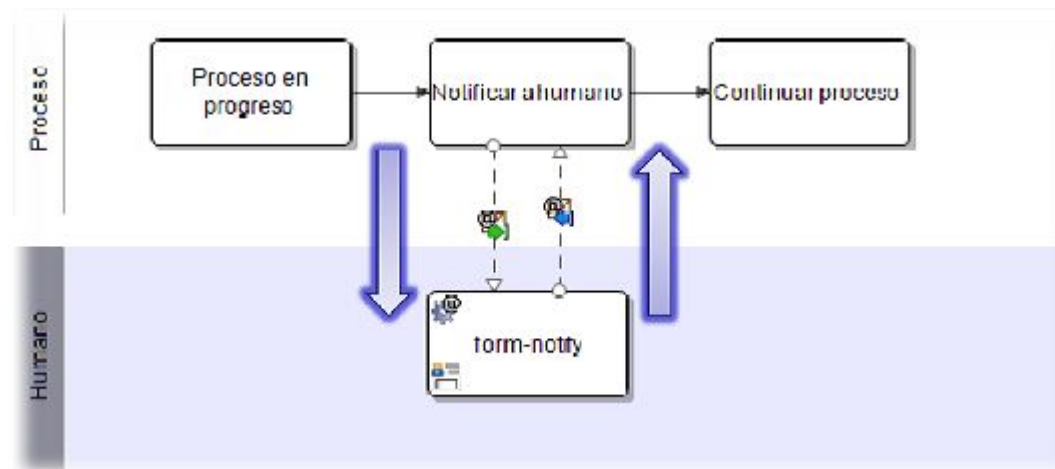 Proceso
Proceso en
progreso
Notificar a humano
Continuar proceso
Humano
form-notify